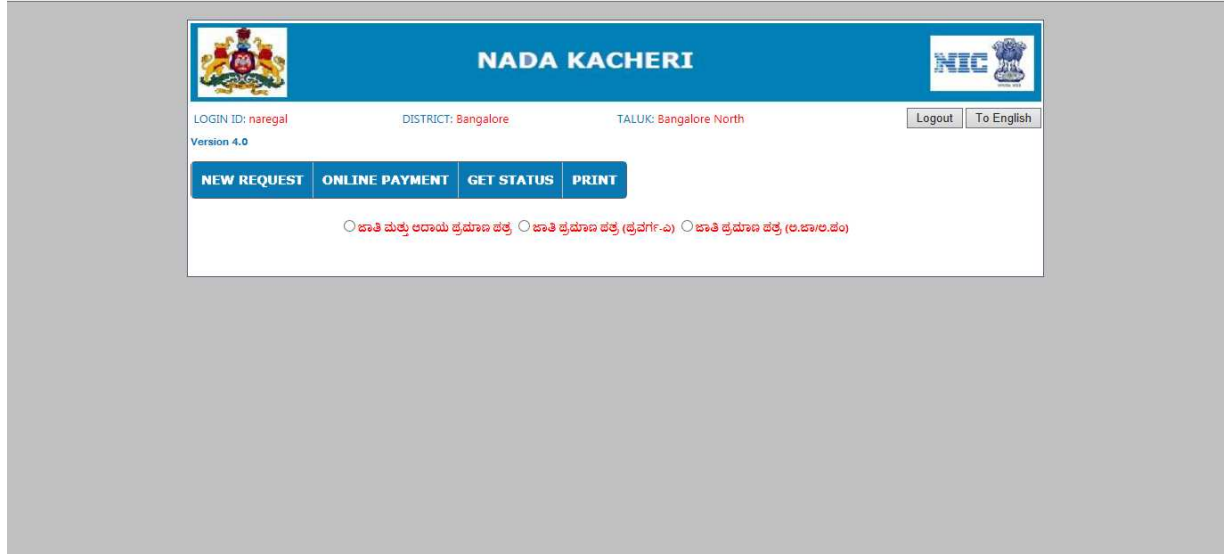 NADA KACHERI
NIC
LOGIN ID: naregal DISTRICT: Bangalore TALUK: Bangalore North Logout To English
Version 4.0
NEW REQUEST ONLINE PAYMENT GET STATUS PRINT
ಜಾತಿ ಮತ್ತು ಆದಾಯ ಪ್ರಮಾಣ ಪತ್ರ ಜಾತಿ ಪ್ರಮಾಣ ಪತ್ರ (ಪ್ರವರ್ಗ-ಎ) ಜಾತಿ ಪ್ರಮಾಣ ಪತ್ರ (ಅ.ಜಾ/ಅ.ಪಂ)